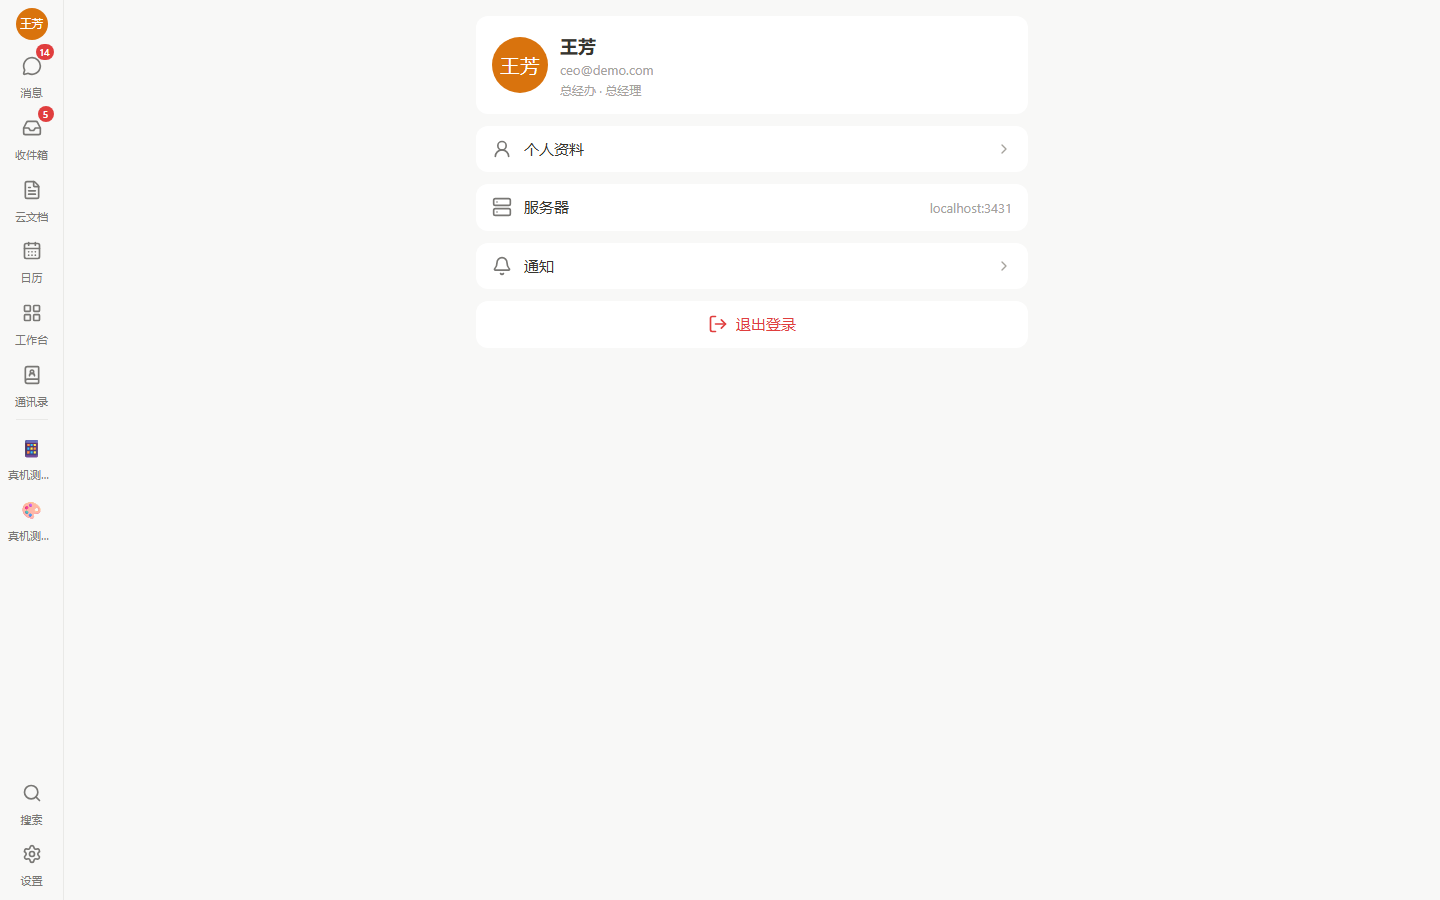 王芳
14
消息
5
收件箱
云文档
日历
工作台
通讯录
真机测...
真机测...
搜索
设置
王芳
王芳
ceo@demo.com
总经办 · 总经理
个人资料
服务器
localhost:3431
通知
退出登录